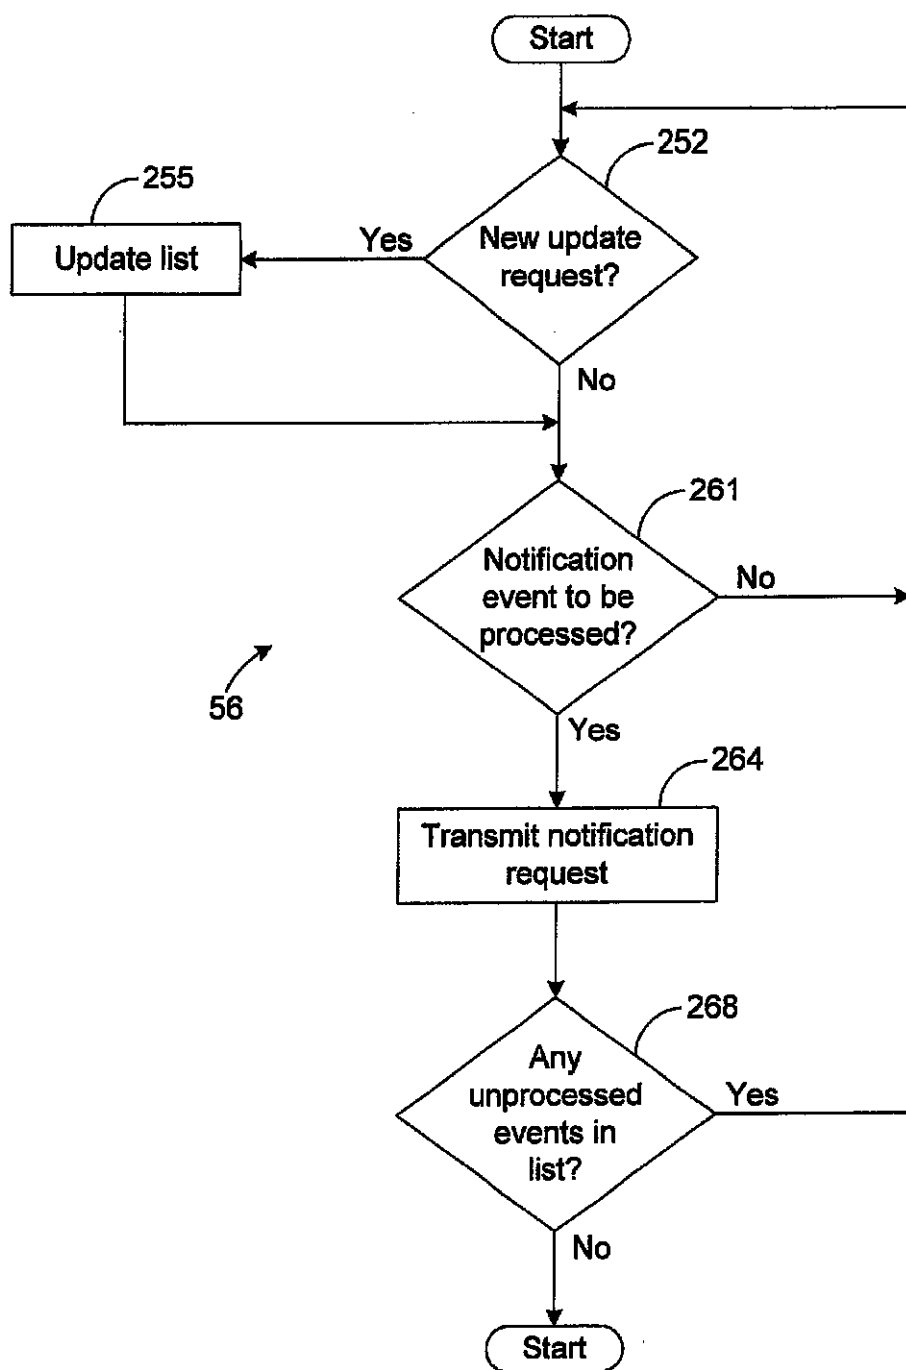 Start
252
255
Yes
New update
request?
Update list
No
261
Notification
event to be
processed?
No
56
Yes
264
Transmit notification
request
268
Any
unprocessed
events in
list?
Yes
No
Start